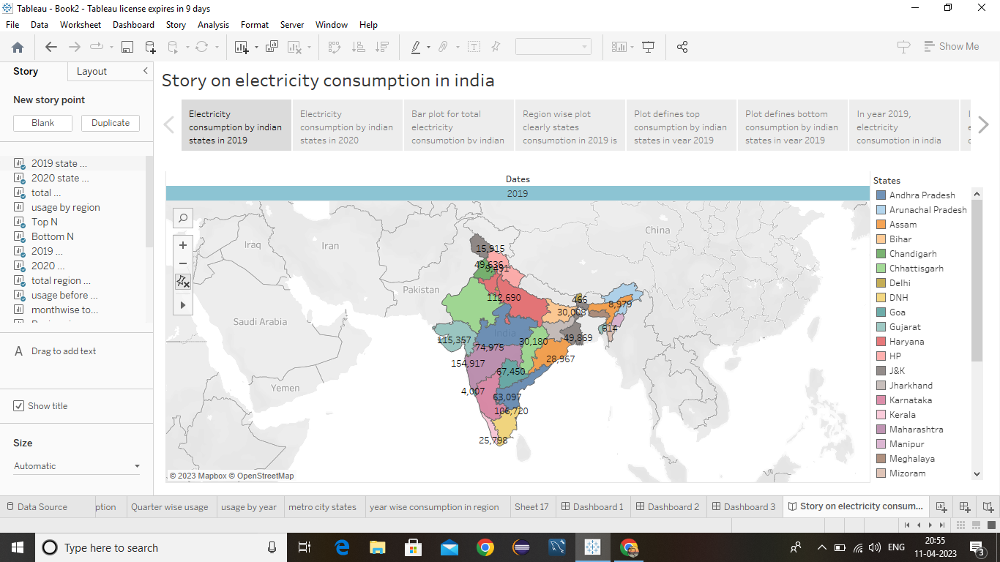 Tableau - Book2 - Tableau license expires in 9 days
File Data Worksheet Dashboard Story Analysis Format Server Window Help
Show Me
Story Layout
New story point
Blank Duplicate
2019 state ...
2020 state ...
total ...
usage by region
Top N
Bottom N
2019 ...
2020 ...
total region ...
usage before ...
monthwise to...
A Drag to add text
Show title
Size
Automatic
Story on electricity consumption in india
Electricity
consumption by indian
states in 2019
Electricity
consumption by indian
states in 2020
Bar plot for total
electricity
consumption by indian
Region wise plot
clearly states
consumption in 2019 is
Plot defines top
consumption by indian
states in year 2019
Plot defines bottom
consumption by indian
states in year 2019
In year 2019,
electricity
consumption in india
Dates
2019
Iraq
Iran
China
Pakistan
Saudi Arabia
Yemen
India
15,915
49,636
9,491
112,690
466
8,979
30,008
614
115,357
74,975
30,180
49,869
154,917
28,967
67,450
4,007
63,097
106,720
25,798
© 2023 Mapbox © OpenStreetMap
States
Andhra Pradesh
Arunachal Pradesh
Assam
Bihar
Chandigarh
Chhattisgarh
Delhi
DNH
Goa
Gujarat
Haryana
HP
J&K
Jharkhand
Karnataka
Kerala
Maharashtra
Manipur
Meghalaya
Mizoram
Data Source ption Quarter wise usage usage by year metro city states year wise consumption in region Sheet 17 Dashboard 1 Dashboard 2 Dashboard 3 Story on electricity consum...
Type here to search
ENG
20:55
11-04-2023
3